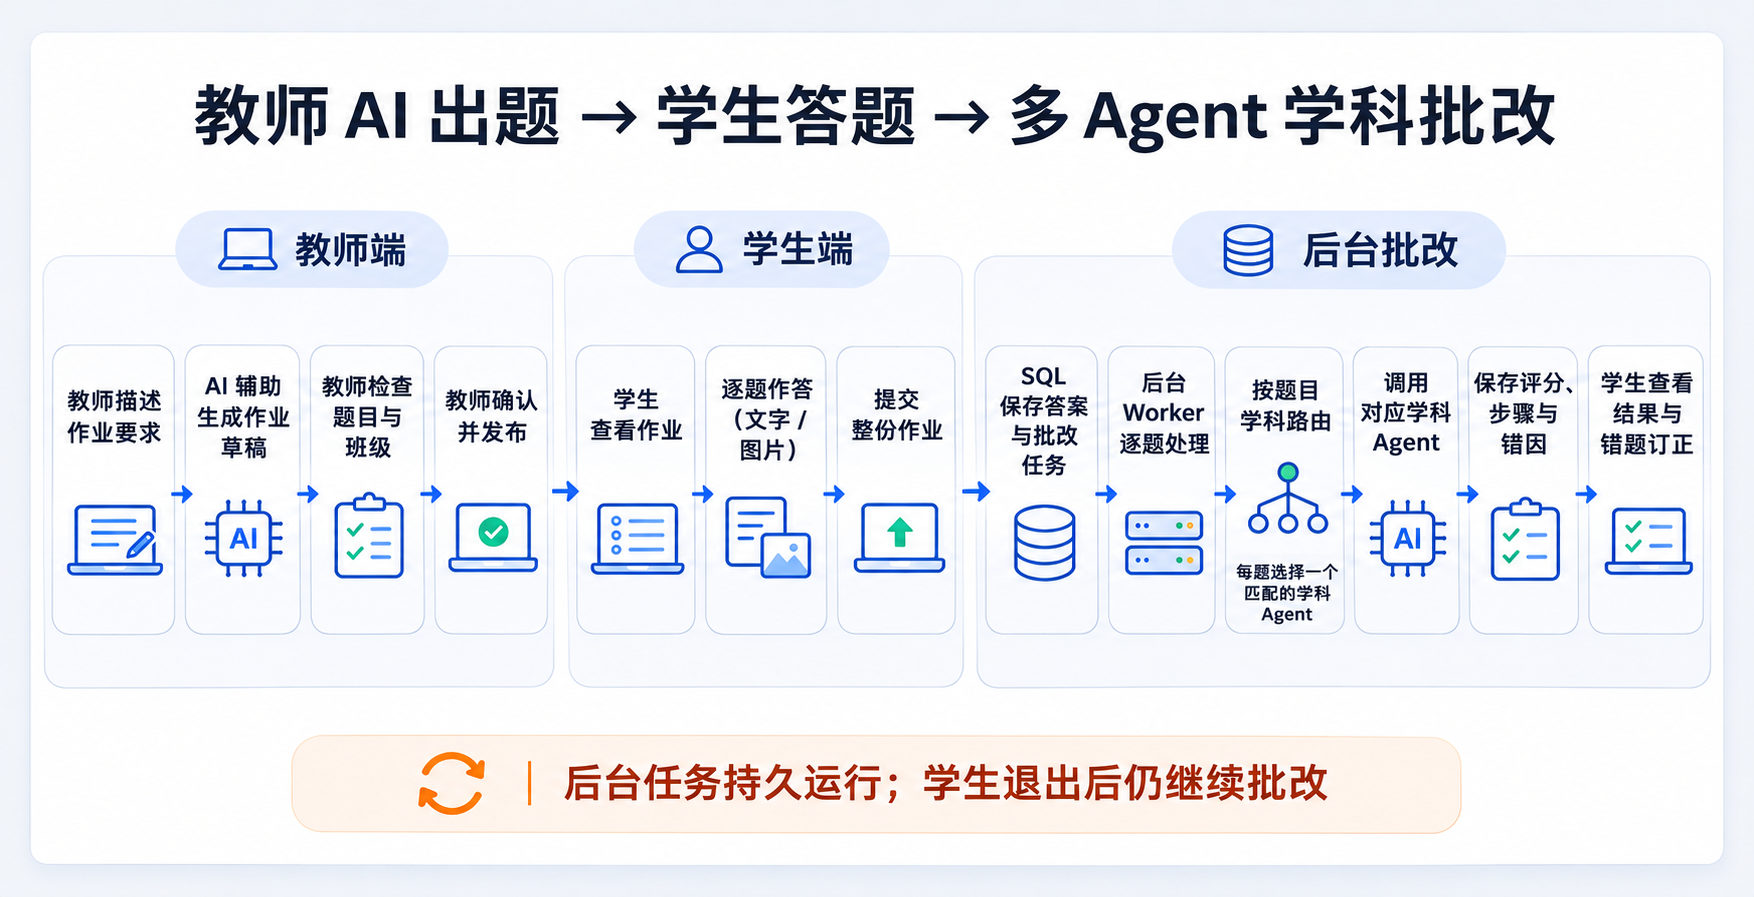 教师 AI 出题 → 学生答题 → 多 Agent 学科批改
教师端
教师描述
作业要求
AI 辅助
生成作业
草稿
AI
教师检查
题目与
班级
教师确认
并发布
学生端
学生
查看作业
逐题作答
（文字 /
图片）
提交
整份作业
后台批改
SQL
保存答案
与批改
任务
后台
Worker
逐题处理
按题目
学科路由
每题选择一个
匹配的学科
Agent
调用
对应学科
Agent
AI
保存评分、
步骤与
错因
学生查看
结果与
错题订正
后台任务持久运行；学生退出后仍继续批改